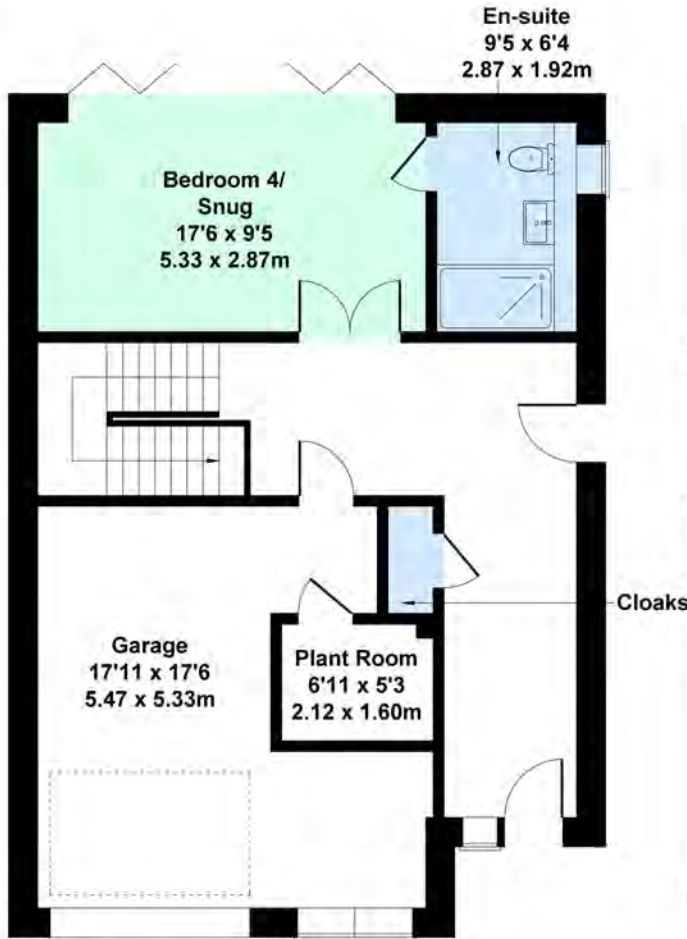 En-suite
9'5 x 6'4
2.87 x 1.92m
Bedroom 4/
Snug
17'6 x 9'5
5.33 x 2.87m
Cloaks
Garage
17'11 x 17'6
5.47 x 5.33m
Plant Room
6'11 x 5'3
2.12 x 1.60m